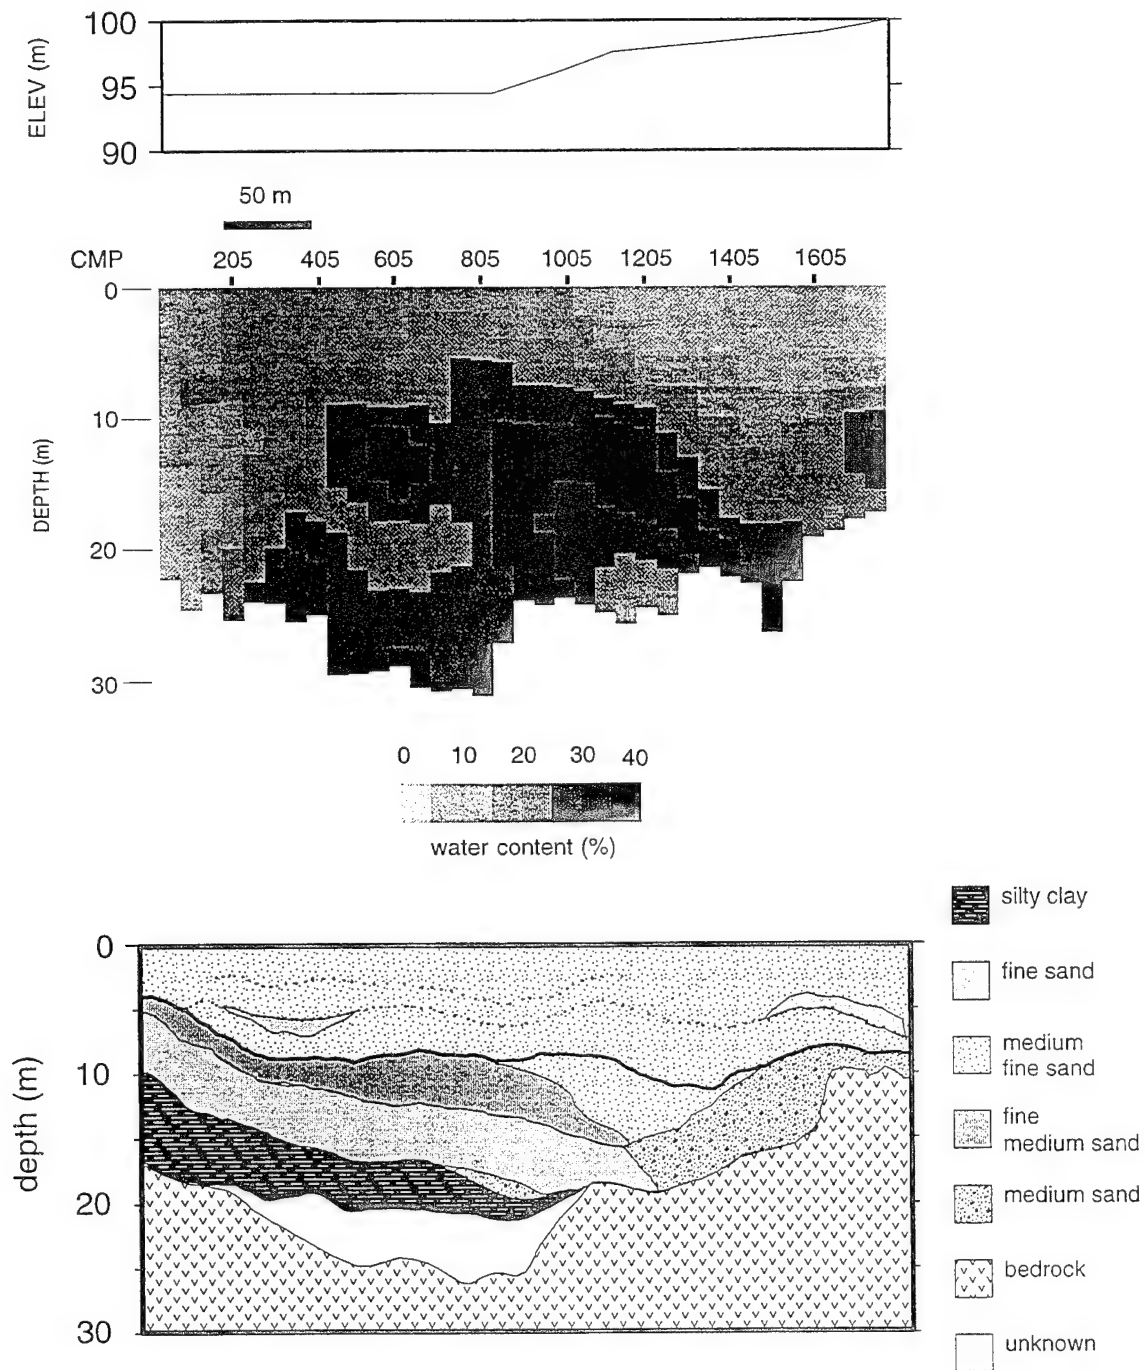 100
95
90
ELEV (m)
50 m
CMP 205 405 605 805 1005 1205 1405 1605
0
10
20
30
DEPTH (m)
0 10 20 30 40
water content (%)
0
10
20
30
depth (m)
silty clay
fine sand
medium
fine sand
fine
medium sand
medium sand
bedrock
unknown